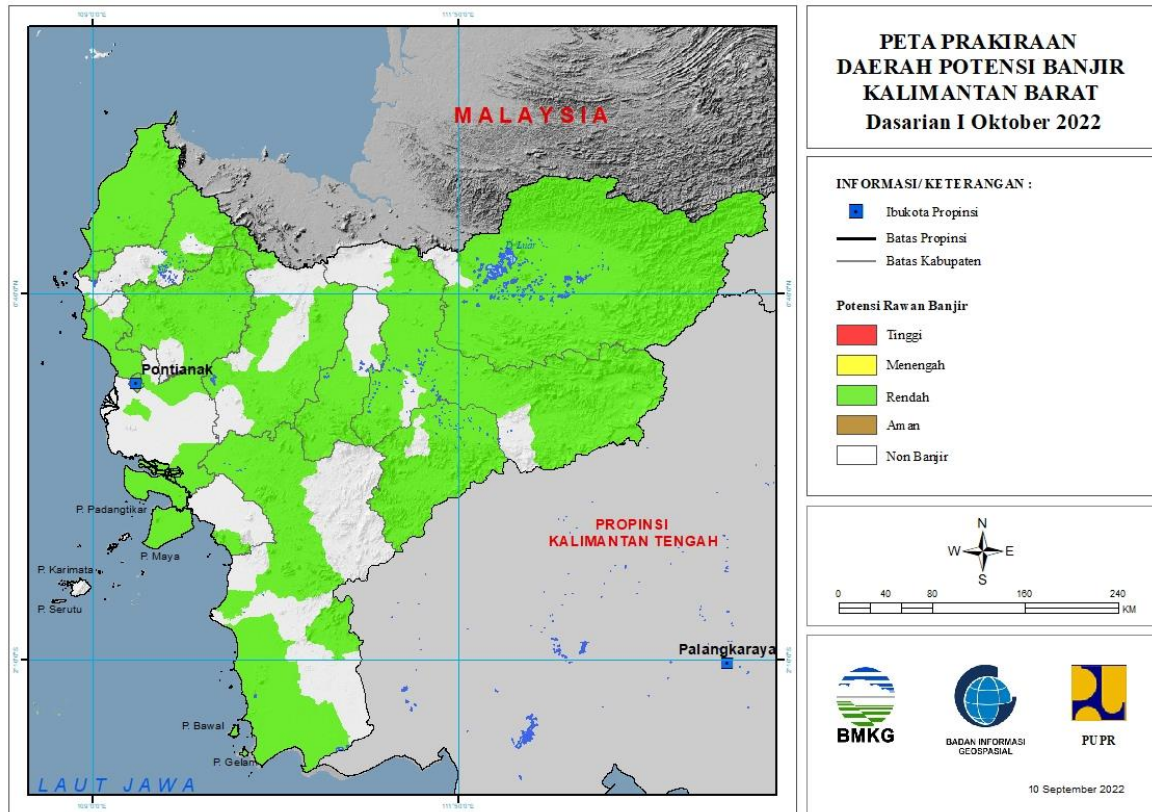 MALAYSIA
D. Luar
Pontianak
P. Padangtikar
P. Maya
P. Karimata
P. Serutu
PROPINSI
KALIMANTAN TENGAH
Palangkaraya
P. Bawal
P. Gelam
LAUT JAWA
PETA PRAKIRAAN
DAERAH POTENSI BANJIR
KALIMANTAN BARAT
Dasarian I Oktober 2022
INFORMASI/ KETERANGAN :
Ibukota Propinsi
Batas Propinsi
Batas Kabupaten
Potensi Rawan Banjir
Tinggi
Menengah
Rendah
Aman
Non Banjir
N
W E
S
0 40 80 160 240
KM
BMKG
BADAN INFORMASI
GEOSPASIAL
PUPR
10 September 2022